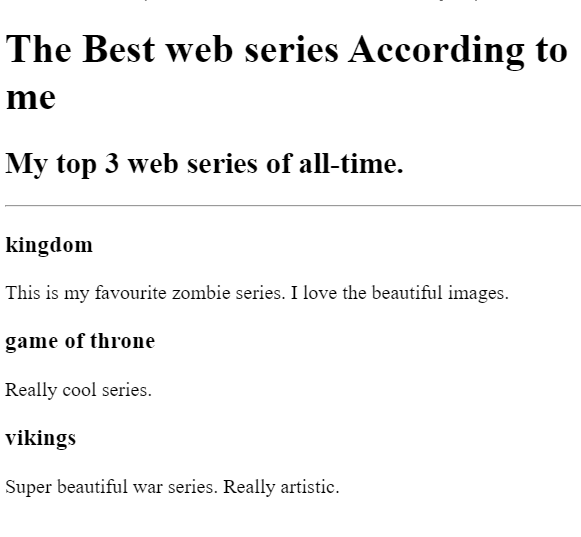 The Best web series According to
me
My top 3 web series of all-time.
kingdom
This is my favourite zombie series. I love the beautiful images.
game of throne
Really cool series.
vikings
Super beautiful war series. Really artistic.